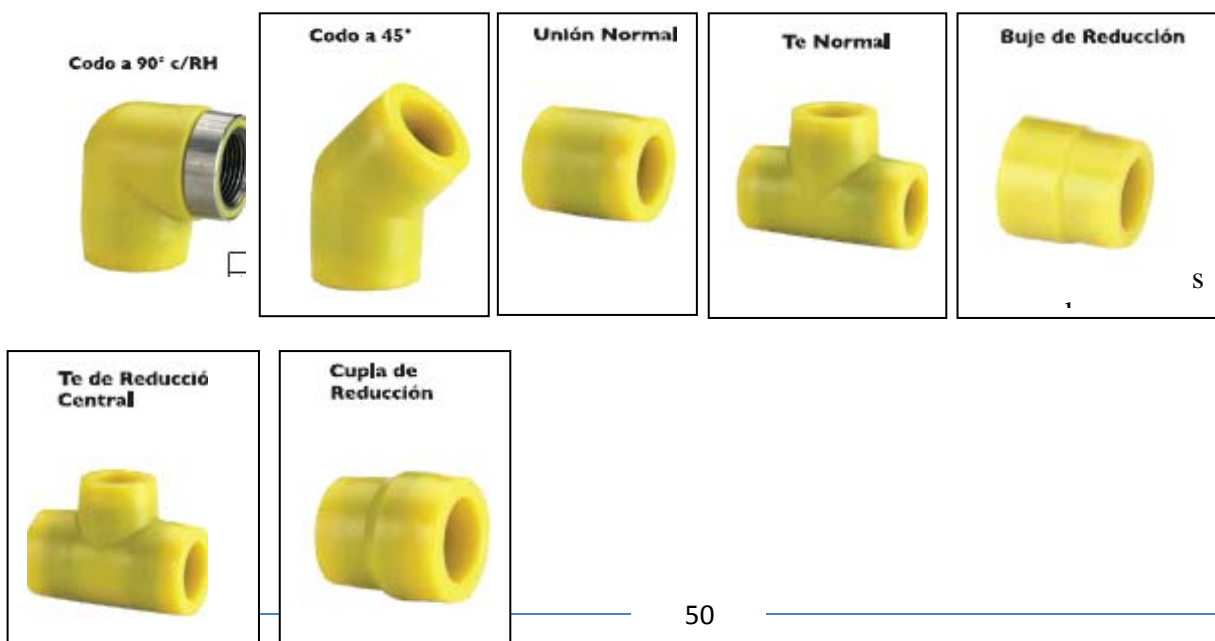 Codo a 90° c/RH
Codo a 45°
Unión Normal
Te Normal
Buje de Reducción
s
Te de Reducció
Central
Cupla de
Reducción
50